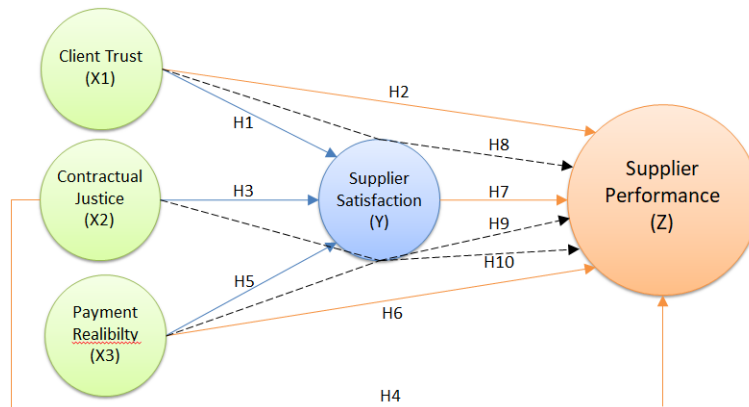 Client Trust
(X1)
H2
H1
H8
Contractual
Justice
(X2)
H3
Supplier
Satisfaction
(Y)
H7
Supplier
Performance
(Z)
H9
H10
H5
Payment
Realibilty
(X3)
H6
H4